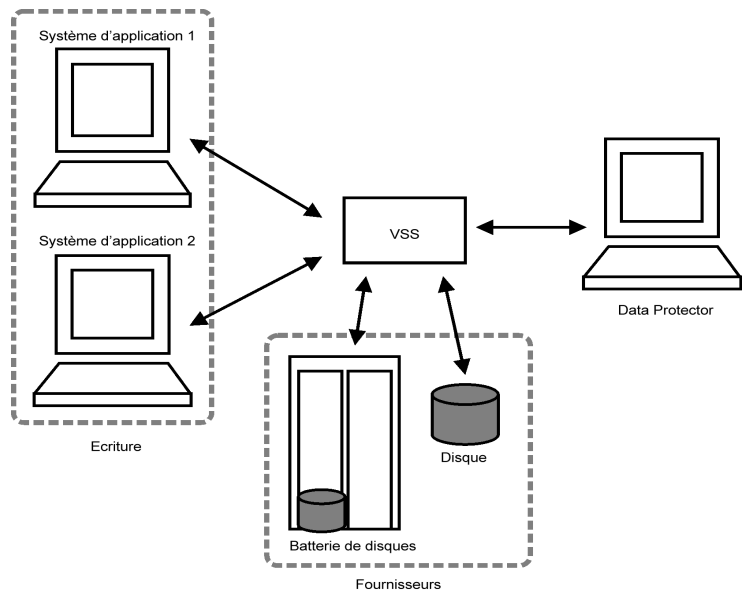 Système d'application 1
Système d'application 2
Ecriture
VSS
Data Protector
Disque
Batterie de disques
Fournisseurs